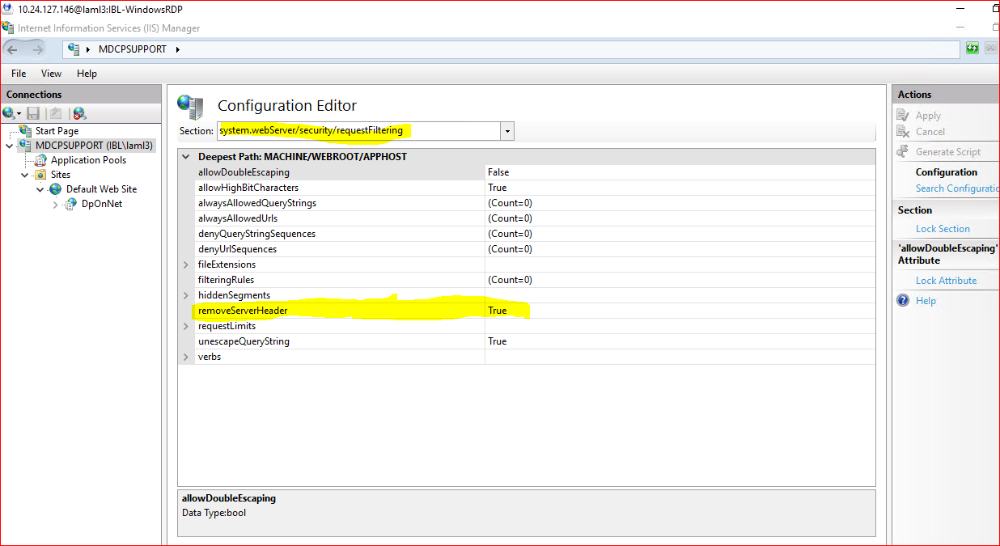 10.24.127.146@Iaml3:IBL-WindowsRDP
Internet Information Services (IIS) Manager
MDCPSUPPORT
File View Help
Connections
Start Page
MDCPSUPPORT (IBL\Iaml3)
Application Pools
Sites
Default Web Site
DpOnNet
Configuration Editor
Section: system.webServer/security/requestFiltering
Deepest Path: MACHINE/WEBROOT/APPHOST
allowDoubleEscaping False
allowHighBitCharacters True
alwaysAllowedQueryStrings (Count=0)
alwaysAllowedUrls (Count=0)
denyQueryStringSequences (Count=0)
denyUrlSequences (Count=0)
fileExtensions
filteringRules (Count=0)
hiddenSegments
removeServerHeader True
requestLimits
unescapeQueryString True
verbs
allowDoubleEscaping
Data Type:bool
Actions
Apply
Cancel
Generate Script
Configuration
Search Configuratio
Section
Lock Section
'allowDoubleEscaping'
Attribute
Lock Attribute
Help